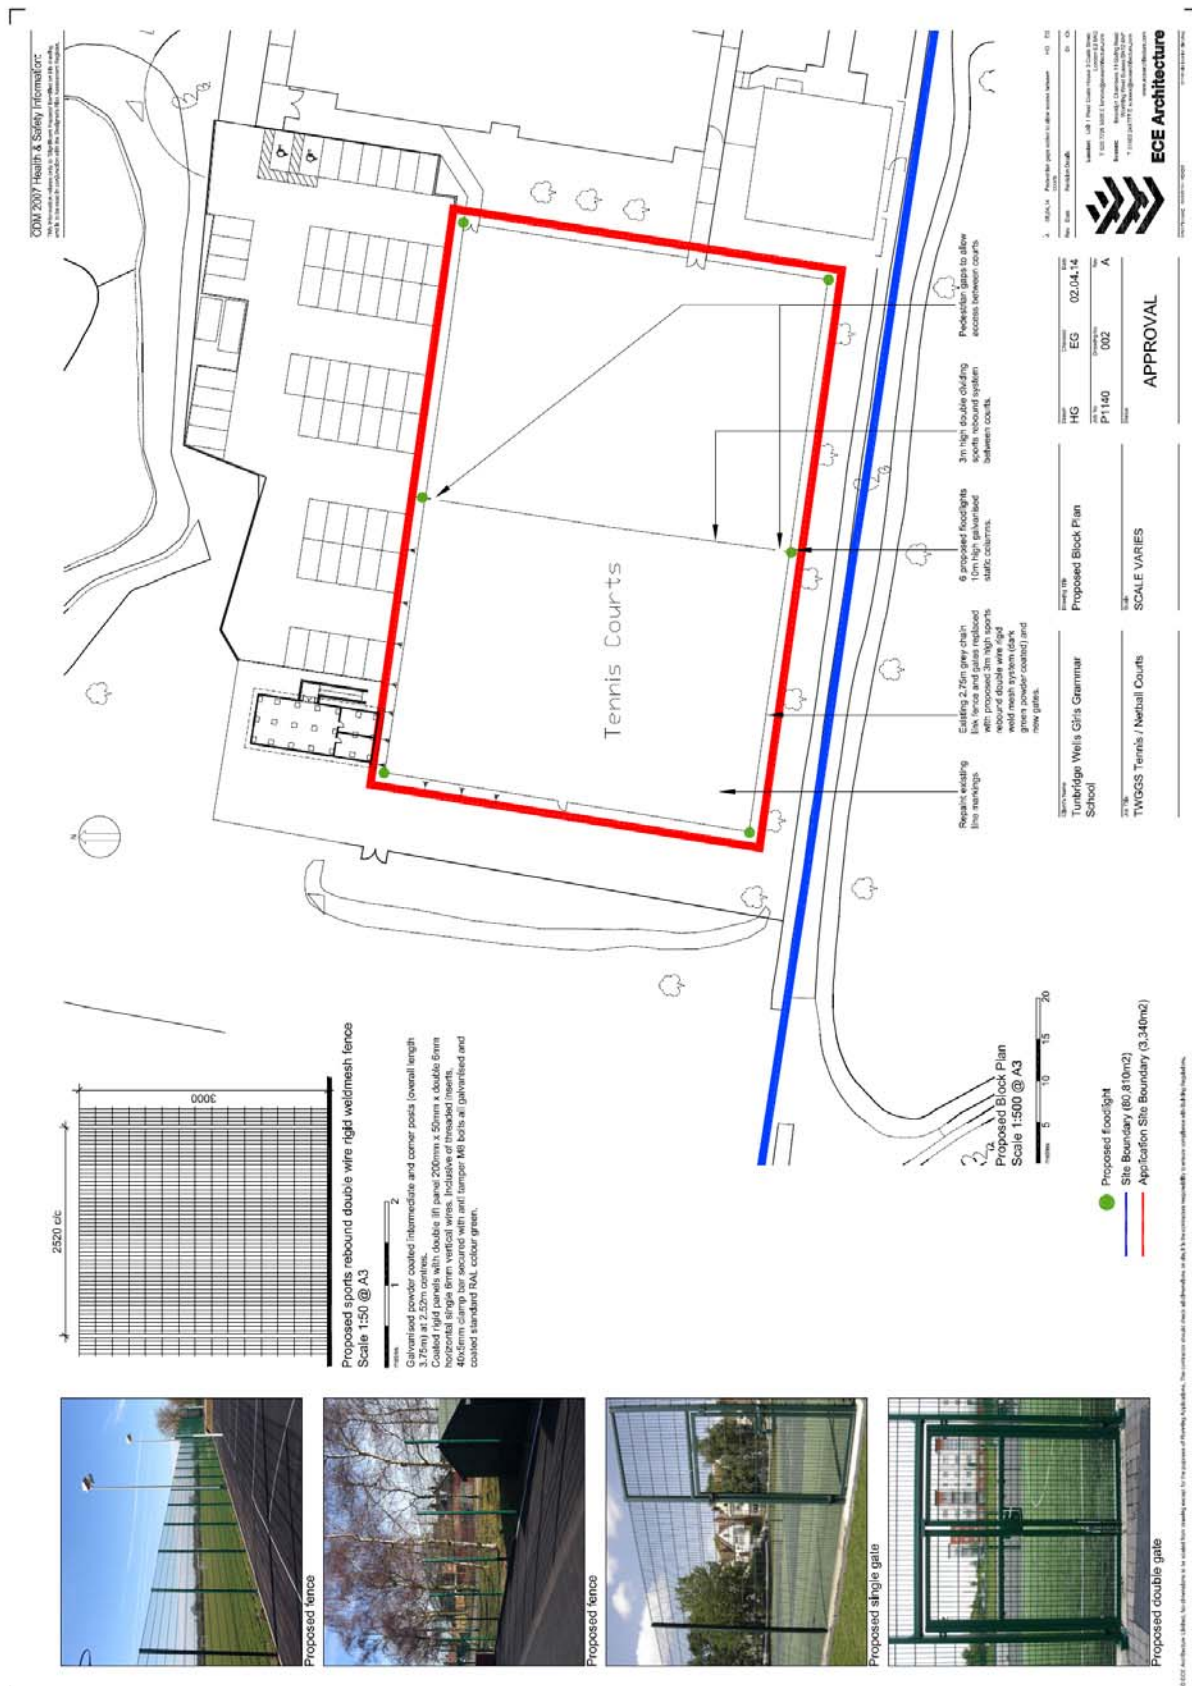 CDM 2007 Health & Safety Information:
2520 c/c
3000
Proposed sports rebound double wire rigid weldmesh fence
Scale 1:50 @ A3
metres
1
2
Galvanised powder coated intermediate and corner posts (overall length
3.75m) at 2.52m centres.
Coated rigid panels with double lift panel 200mm x 50mm x double 6mm
horizontal single 6mm vertical wires. Inclusive of threaded inserts.
40x5mm clamp bar secured with anti tamper M8 bolts all galvanised and
coated standard RAL colour green.
N
Tennis Courts
Repaint existing
line markings
Existing 2.75m grey chain
link fence and gates replaced
with proposed 3m high sports
rebound double wire rigid
weld mesh system (dark
green powder coated) and
new gates.
6 proposed floodlights
10m high galvanised
static columns.
3m high double dividing
sports rebound system
between courts.
Pedestrian gaps to allow
access between courts
Proposed fence
Proposed fence
Proposed single gate
Proposed double gate
Proposed Block Plan
Scale 1:500 @ A3
metres
5
10
15
20
Proposed floodlight
Site Boundary (80,810m2)
Application Site Boundary (3,340m2)
Tunbridge Wells Girls Grammar
School
TWGGS Tennis / Netball Courts
Proposed Block Plan
SCALE VARIES
HG
EG
02.04.14
P1140
002
A
APPROVAL
ECE Architecture